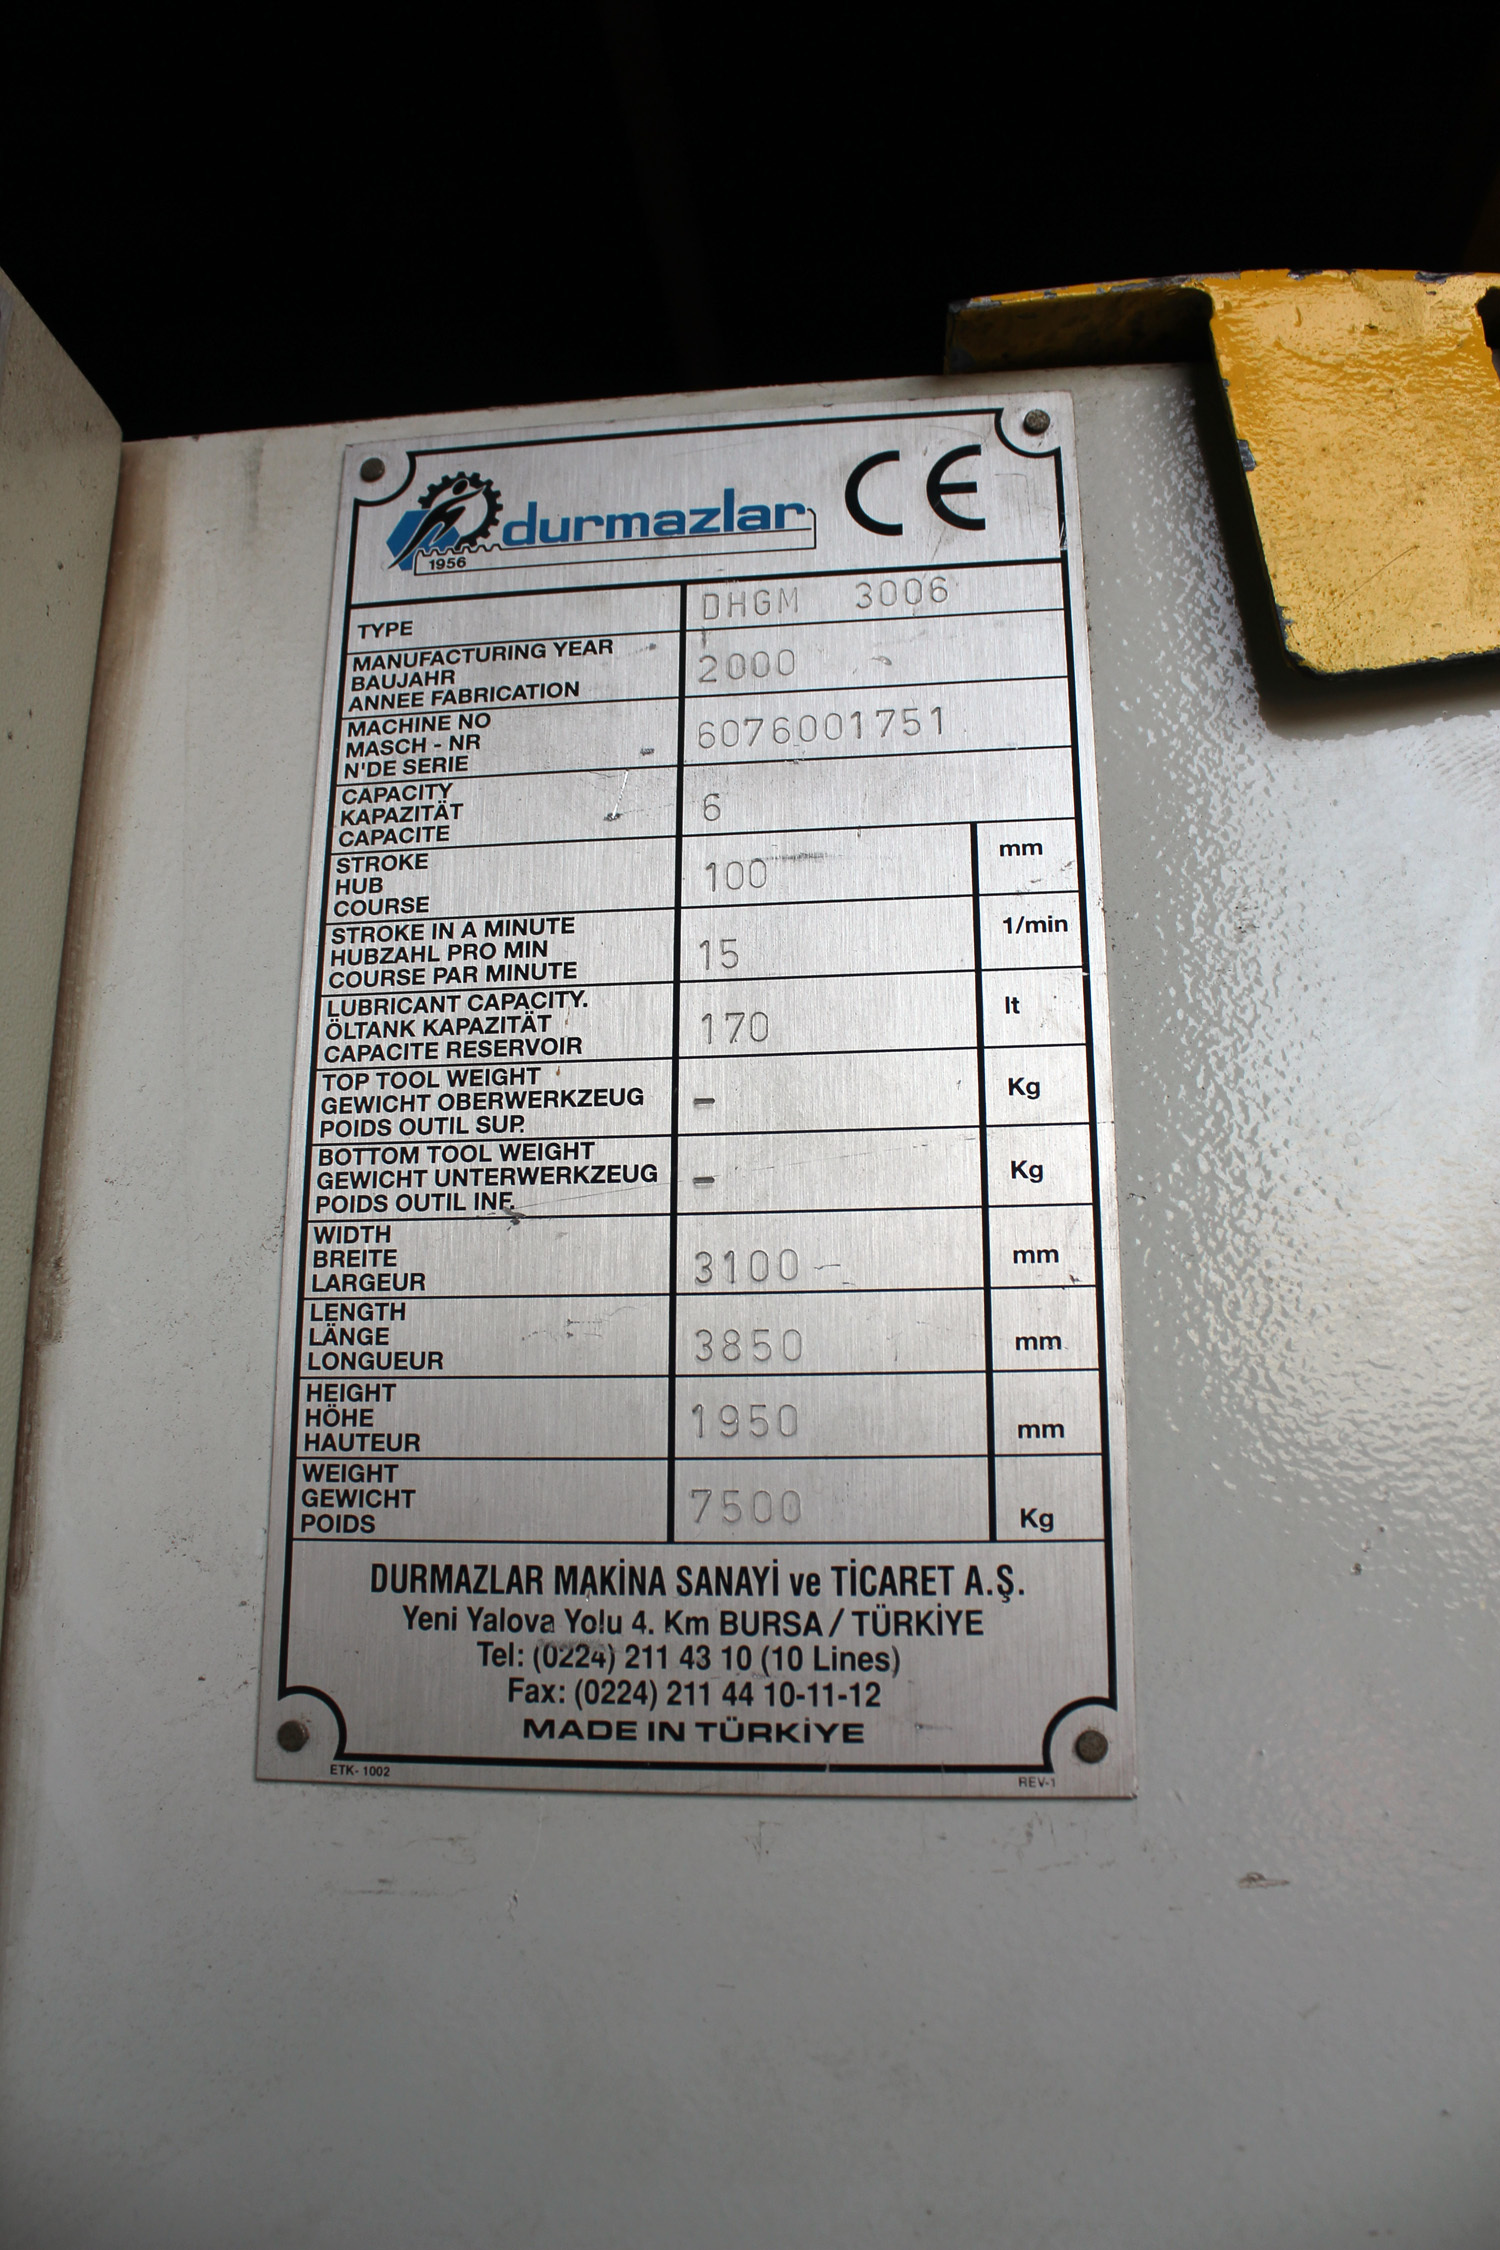 durmazlar
1956
CE
TYPE DHGM 3006
MANUFACTURING YEAR
BAUJAHR 2000
ANNEE FABRICATION
MACHINE NO
MASCH - NR 6076001751
N'DE SERIE
CAPACITY
KAPAZITÄT 6
CAPACITE
STROKE
HUB 100 mm
COURSE
STROKE IN A MINUTE
HUBZAHL PRO MIN 15 1/min
COURSE PAR MINUTE
LUBRICANT CAPACITY.
ÖLTANK KAPAZITÄT 170 lt
CAPACITE RESERVOIR
TOP TOOL WEIGHT
GEWICHT OBERWERKZEUG - Kg
POIDS OUTIL SUP.
BOTTOM TOOL WEIGHT
GEWICHT UNTERWERKZEUG - Kg
POIDS OUTIL INF.
WIDTH
BREITE 3100 mm
LARGEUR
LENGTH
LÄNGE 3850 mm
LONGUEUR
HEIGHT
HÖHE 1950 mm
HAUTEUR
WEIGHT
GEWICHT 7500 Kg
POIDS
DURMAZLAR MAKİNA SANAYİ ve TİCARET A.Ş.
Yeni Yalova Yolu 4. Km BURSA / TÜRKİYE
Tel: (0224) 211 43 10 (10 Lines)
Fax: (0224) 211 44 10-11-12
MADE IN TÜRKİYE
ETK- 1002 REV-1